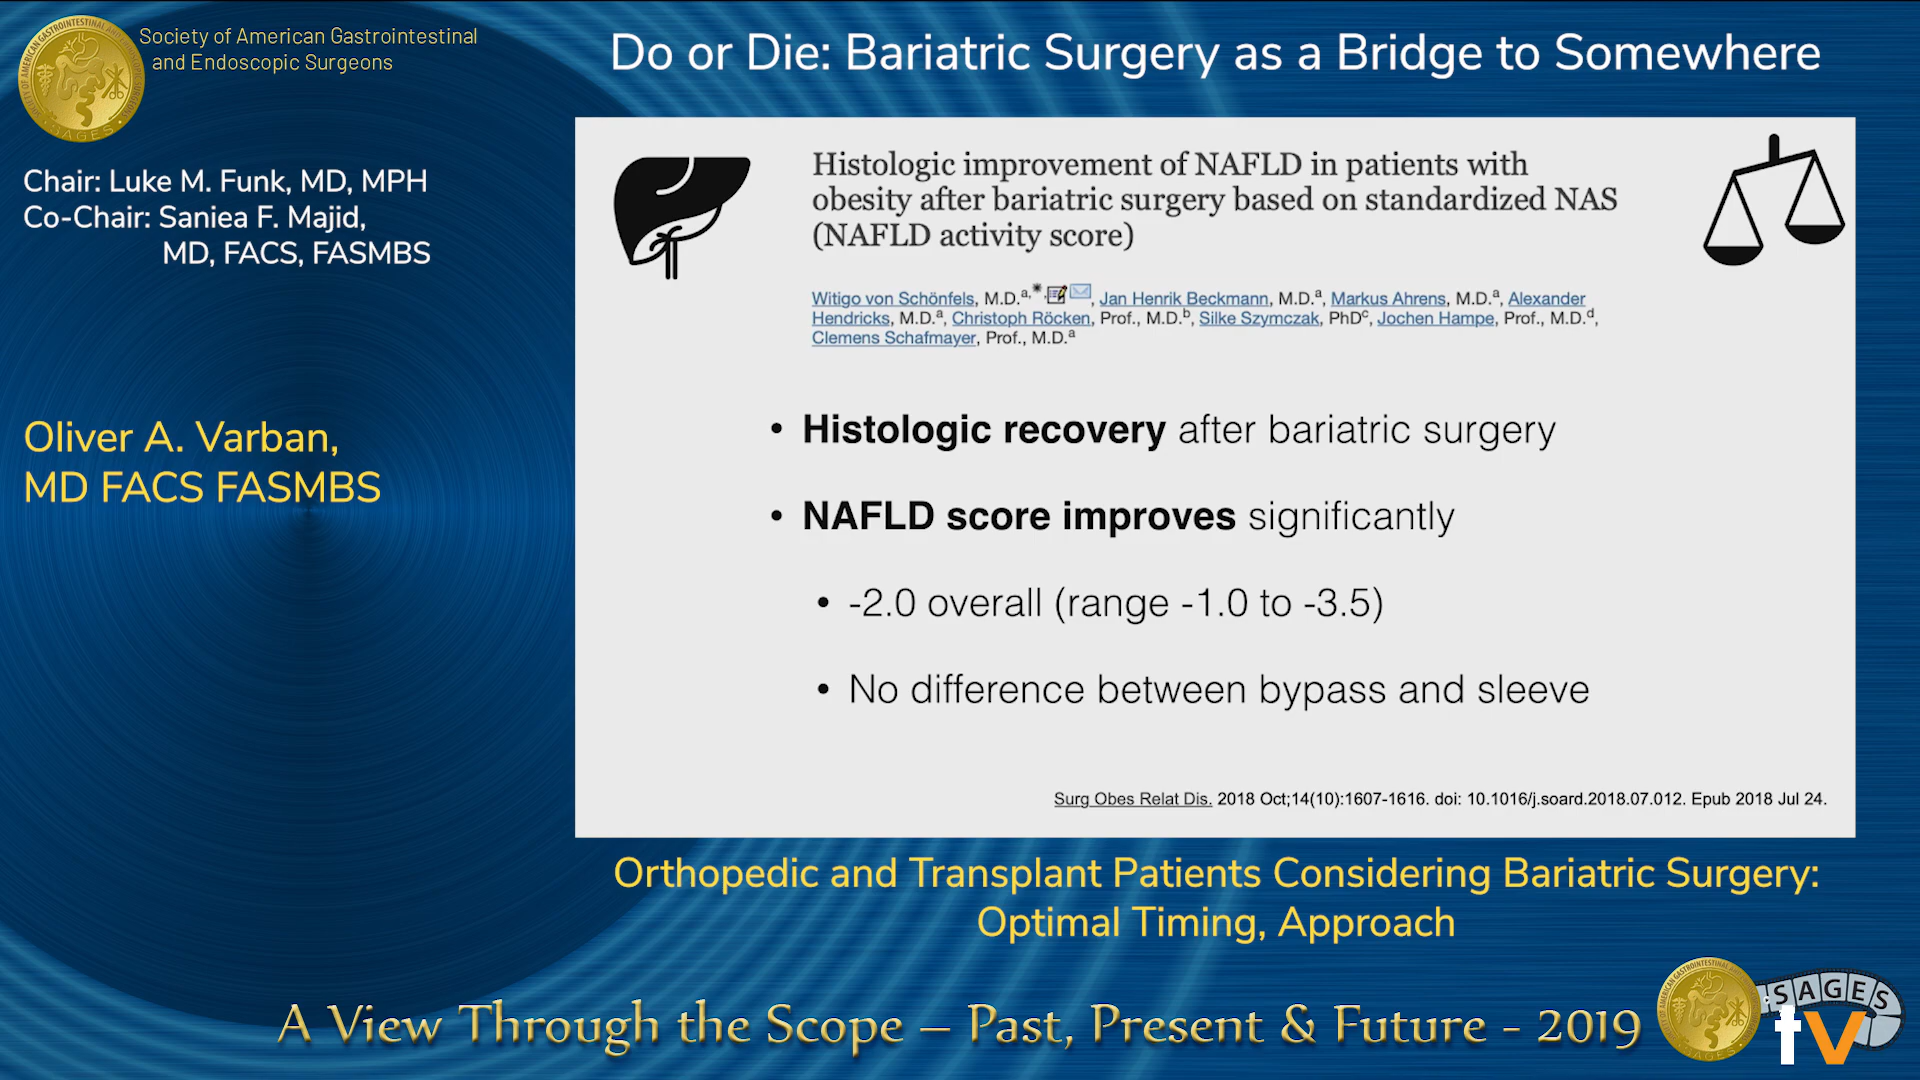 Society of American Gastrointestinal
and Endoscopic Surgeons
Do or Die: Bariatric Surgery as a Bridge to Somewhere
Chair: Luke M. Funk, MD, MPH
Co-Chair: Saniea F. Majid,
MD, FACS, FASMBS
Oliver A. Varban,
MD FACS FASMBS
Histologic improvement of NAFLD in patients with
obesity after bariatric surgery based on standardized NAS
(NAFLD activity score)
Witigo von Schönfels, M.D.a,*, Jan Henrik Beckmann, M.D.a, Markus Ahrens, M.D.a, Alexander
Hendricks, M.D.a, Christoph Röcken, Prof., M.D.b, Silke Szymczak, PhDc, Jochen Hampe, Prof., M.D.d,
Clemens Schafmayer, Prof., M.D.a
• Histologic recovery after bariatric surgery
• NAFLD score improves significantly
• -2.0 overall (range -1.0 to -3.5)
• No difference between bypass and sleeve
Surg Obes Relat Dis. 2018 Oct;14(10):1607-1616. doi: 10.1016/j.soard.2018.07.012. Epub 2018 Jul 24.
Orthopedic and Transplant Patients Considering Bariatric Surgery:
Optimal Timing, Approach
A View Through the Scope – Past, Present & Future - 2019
SAGES
tv